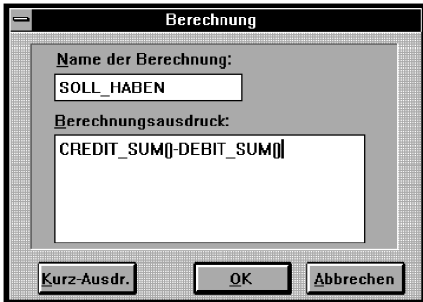 Berechnung
Name der Berechnung:
SOLL_HABEN
Berechnungsausdruck:
CREDIT_SUM()-DEBIT_SUM()
Kurz-Ausdr. OK Abbrechen